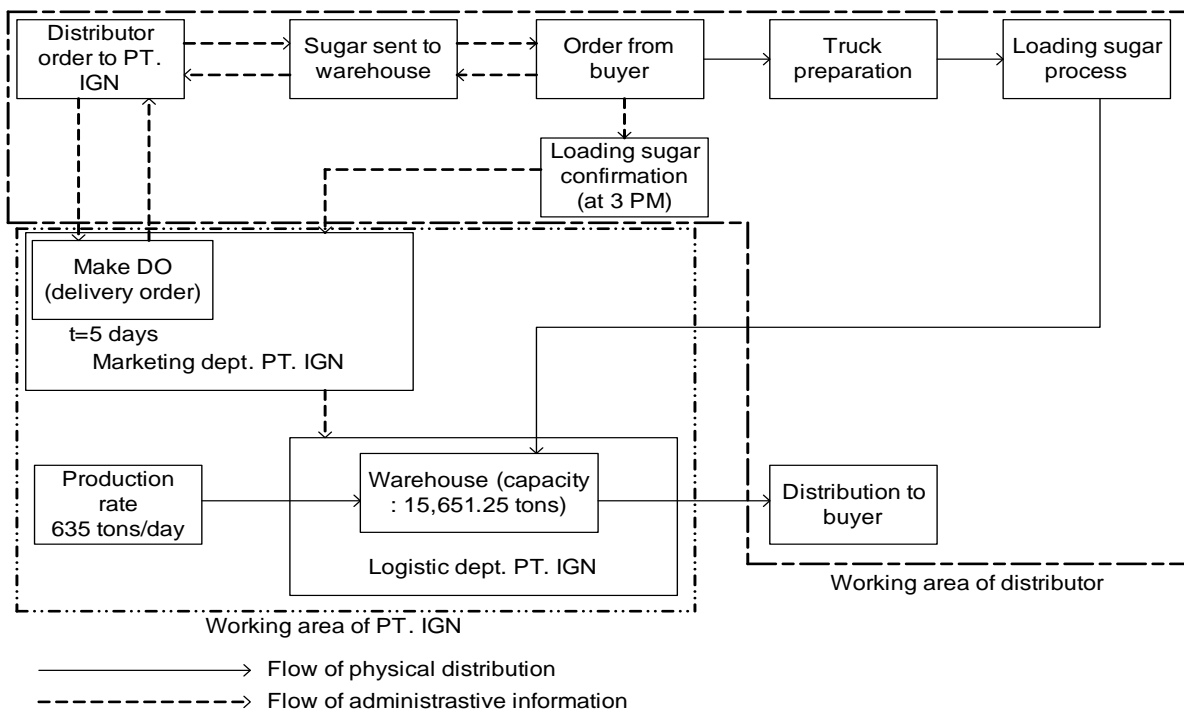 Distributor
order to PT.
IGN
Sugar sent to
warehouse
Order from
buyer
Truck
preparation
Loading sugar
process
Loading sugar
confirmation
(at 3 PM)
Make DO
(delivery order)
t=5 days
Marketing dept. PT. IGN
Production
rate
635 tons/day
Warehouse (capacity
: 15,651.25 tons)
Logistic dept. PT. IGN
Distribution to
buyer
Working area of distributor
Working area of PT. IGN
Flow of physical distribution
Flow of administrastive information